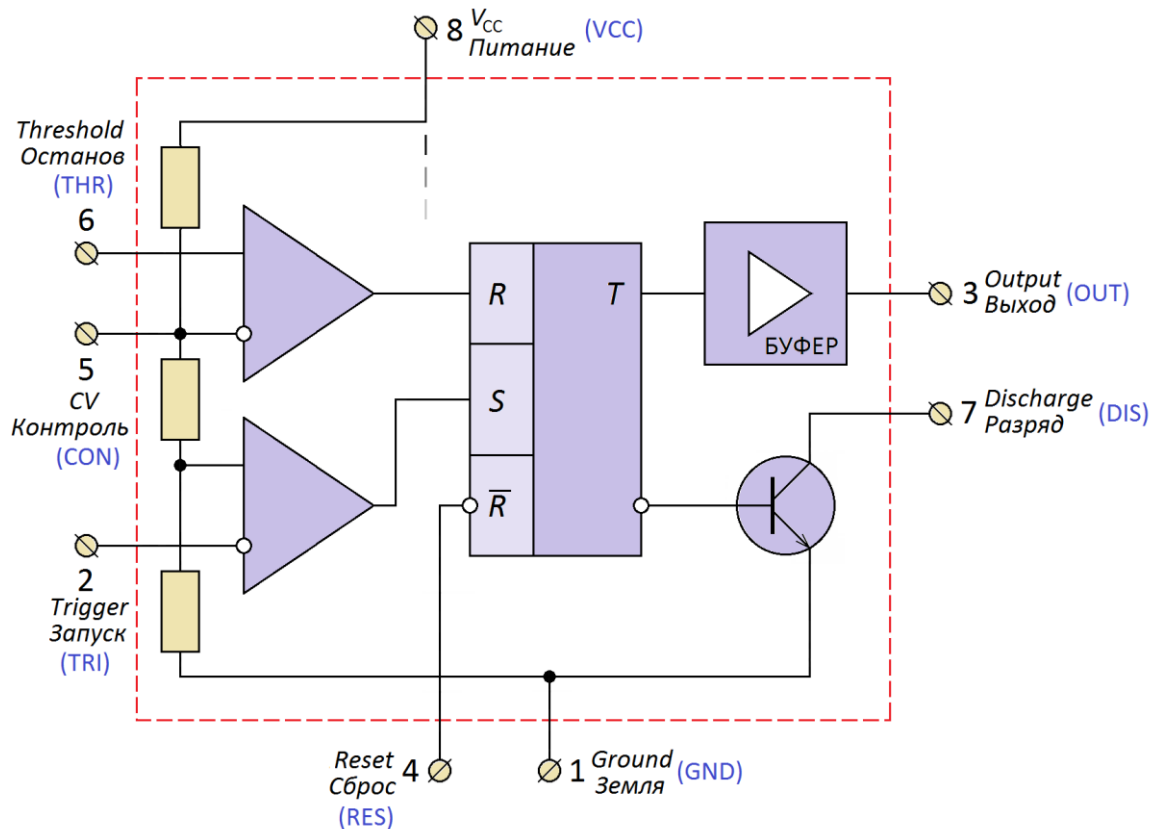 8 VCC (VCC)
Питание
Threshold
Останов
(THR)
6
5
CV
Контроль
(CON)
2
Trigger
Запуск
(TRI)
R
T
S
R̅
БУФЕР
3 Output (OUT)
Выход
7 Discharge (DIS)
Разряд
Reset 4
Сброс
(RES)
1 Ground (GND)
Земля